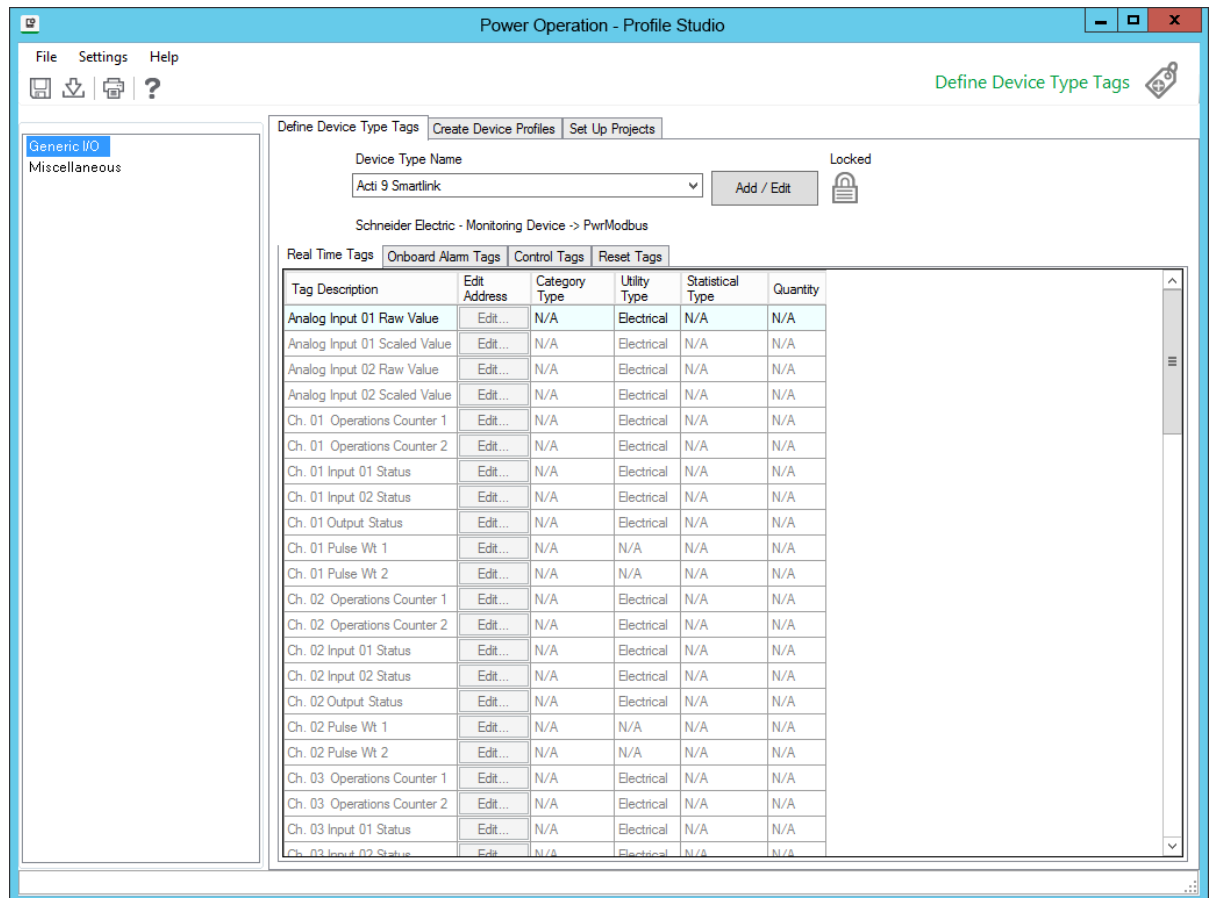 Power Operation - Profile Studio
File Settings Help
Define Device Type Tags
Generic I/O
Miscellaneous
Define Device Type Tags Create Device Profiles Set Up Projects
Device Type Name Locked
Acti 9 Smartlink Add / Edit
Schneider Electric - Monitoring Device -> PwrModbus
Real Time Tags Onboard Alarm Tags Control Tags Reset Tags
Tag Description Edit Address Category Type Utility Type Statistical Type Quantity
Analog Input 01 Raw Value Edit... N/A Electrical N/A N/A
Analog Input 01 Scaled Value Edit... N/A Electrical N/A N/A
Analog Input 02 Raw Value Edit... N/A Electrical N/A N/A
Analog Input 02 Scaled Value Edit... N/A Electrical N/A N/A
Ch. 01 Operations Counter 1 Edit... N/A Electrical N/A N/A
Ch. 01 Operations Counter 2 Edit... N/A Electrical N/A N/A
Ch. 01 Input 01 Status Edit... N/A Electrical N/A N/A
Ch. 01 Input 02 Status Edit... N/A Electrical N/A N/A
Ch. 01 Output Status Edit... N/A Electrical N/A N/A
Ch. 01 Pulse Wt 1 Edit... N/A N/A N/A N/A
Ch. 01 Pulse Wt 2 Edit... N/A N/A N/A N/A
Ch. 02 Operations Counter 1 Edit... N/A Electrical N/A N/A
Ch. 02 Operations Counter 2 Edit... N/A Electrical N/A N/A
Ch. 02 Input 01 Status Edit... N/A Electrical N/A N/A
Ch. 02 Input 02 Status Edit... N/A Electrical N/A N/A
Ch. 02 Output Status Edit... N/A Electrical N/A N/A
Ch. 02 Pulse Wt 1 Edit... N/A N/A N/A N/A
Ch. 02 Pulse Wt 2 Edit... N/A N/A N/A N/A
Ch. 03 Operations Counter 1 Edit... N/A Electrical N/A N/A
Ch. 03 Operations Counter 2 Edit... N/A Electrical N/A N/A
Ch. 03 Input 01 Status Edit... N/A Electrical N/A N/A
Ch. 03 Input 02 Status Edit... N/A Electrical N/A N/A